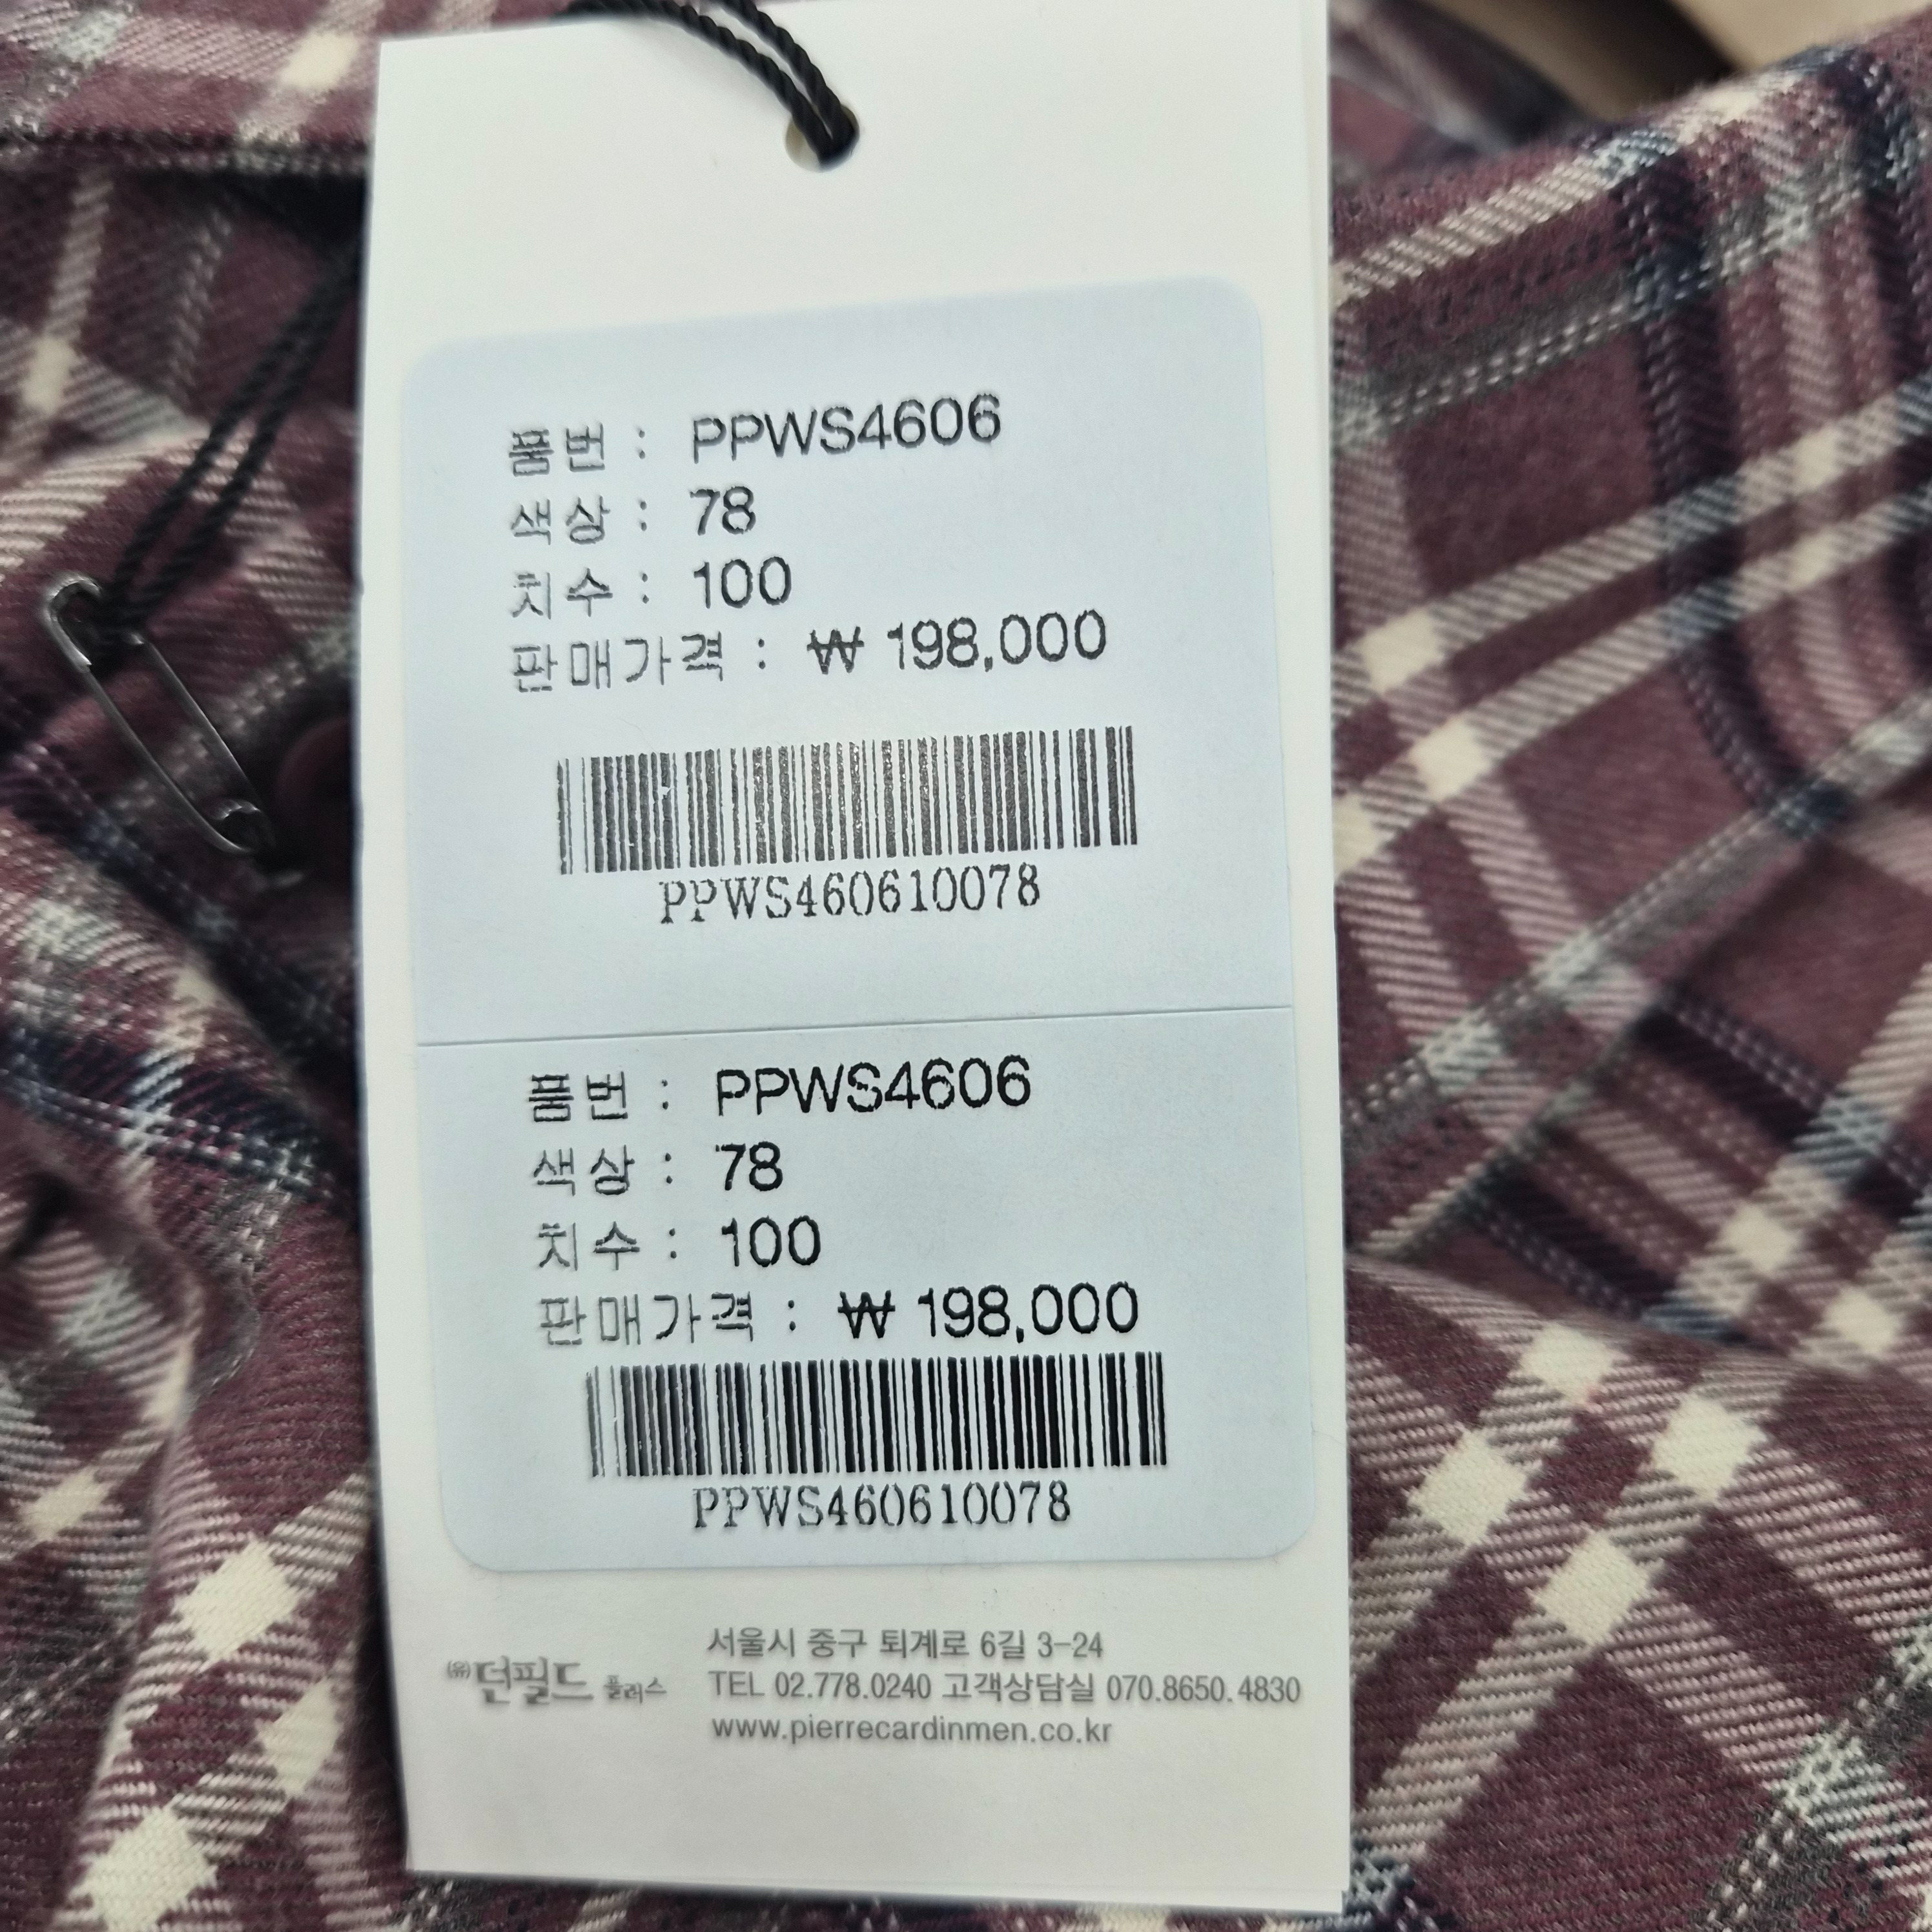 품번 : PPWS4606
색상 : 78
치수 : 100
판매가격 : ₩ 198,000
PPWS460610078
품번 : PPWS4606
색상 : 78
치수 : 100
판매가격 : ₩ 198,000
PPWS460610078
㈲던필드 플러스
서울시 중구 퇴계로 6길 3-24
TEL 02.778.0240 고객상담실 070.8650.4830
www.pierrecardinmen.co.kr